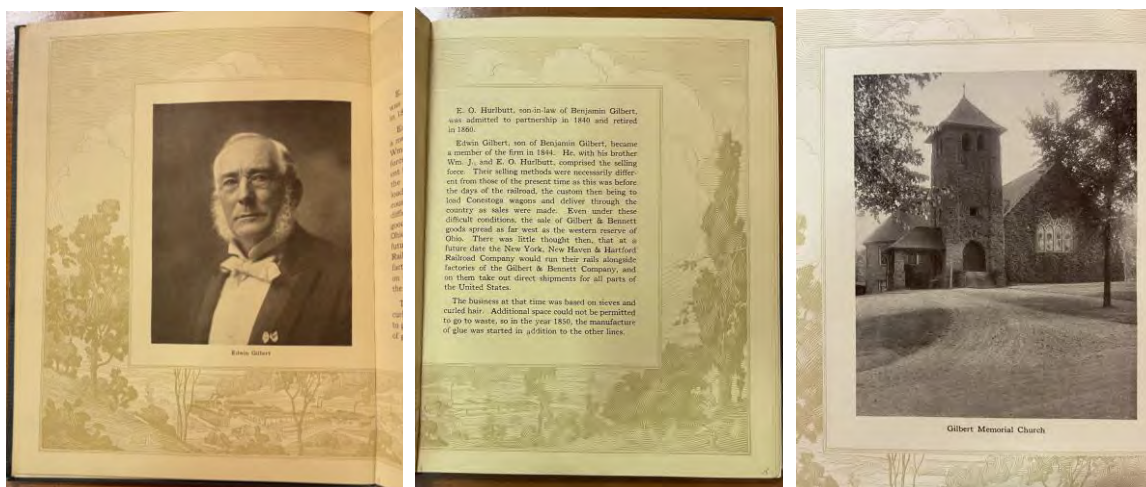 Edwin Gilbert
E. O. Hurlbutt, son-in-law of Benjamin Gilbert,
was admitted to partnership in 1840 and retired
in 1860.
Edwin Gilbert, son of Benjamin Gilbert, became
a member of the firm in 1844. He, with his brother
Wm. J., and E. O. Hurlbutt, comprised the selling
force. Their selling methods were necessarily differ-
ent from those of the present time as this was before
the days of the railroad, the custom then being to
load Conestoga wagons and deliver through the
country as sales were made. Even under these
difficult conditions, the sale of Gilbert & Bennett
goods spread as far west as the western reserve of
Ohio. There was little thought then, that at a
future date the New York, New Haven & Hartford
Railroad Company would run their rails alongside
factories of the Gilbert & Bennett Company, and
on them take out direct shipments for all parts of
the United States.
The business at that time was based on sieves and
curled hair. Additional space could not be permitted
to go to waste, so in the year 1850, the manufacture
of glue was started in addition to the other lines.
Gilbert Memorial Church